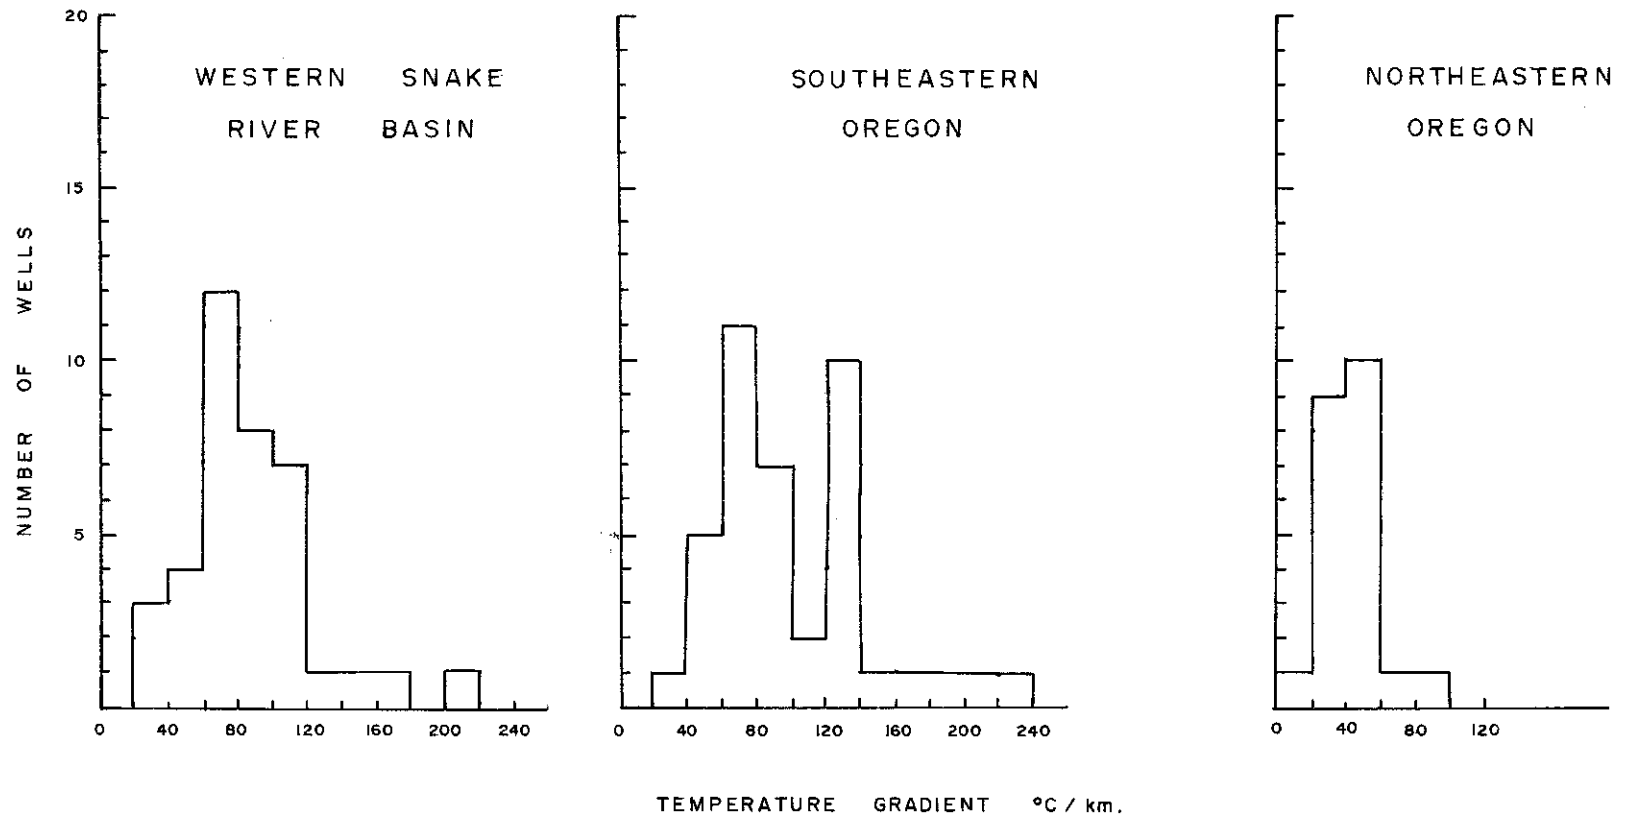 20
15
10
5
NUMBER OF WELLS
WESTERN SNAKE
RIVER BASIN
0 40 80 120 160 200 240
SOUTHEASTERN
OREGON
0 40 80 120 160 200 240
NORTHEASTERN
OREGON
0 40 80 120
TEMPERATURE GRADIENT °C / km.